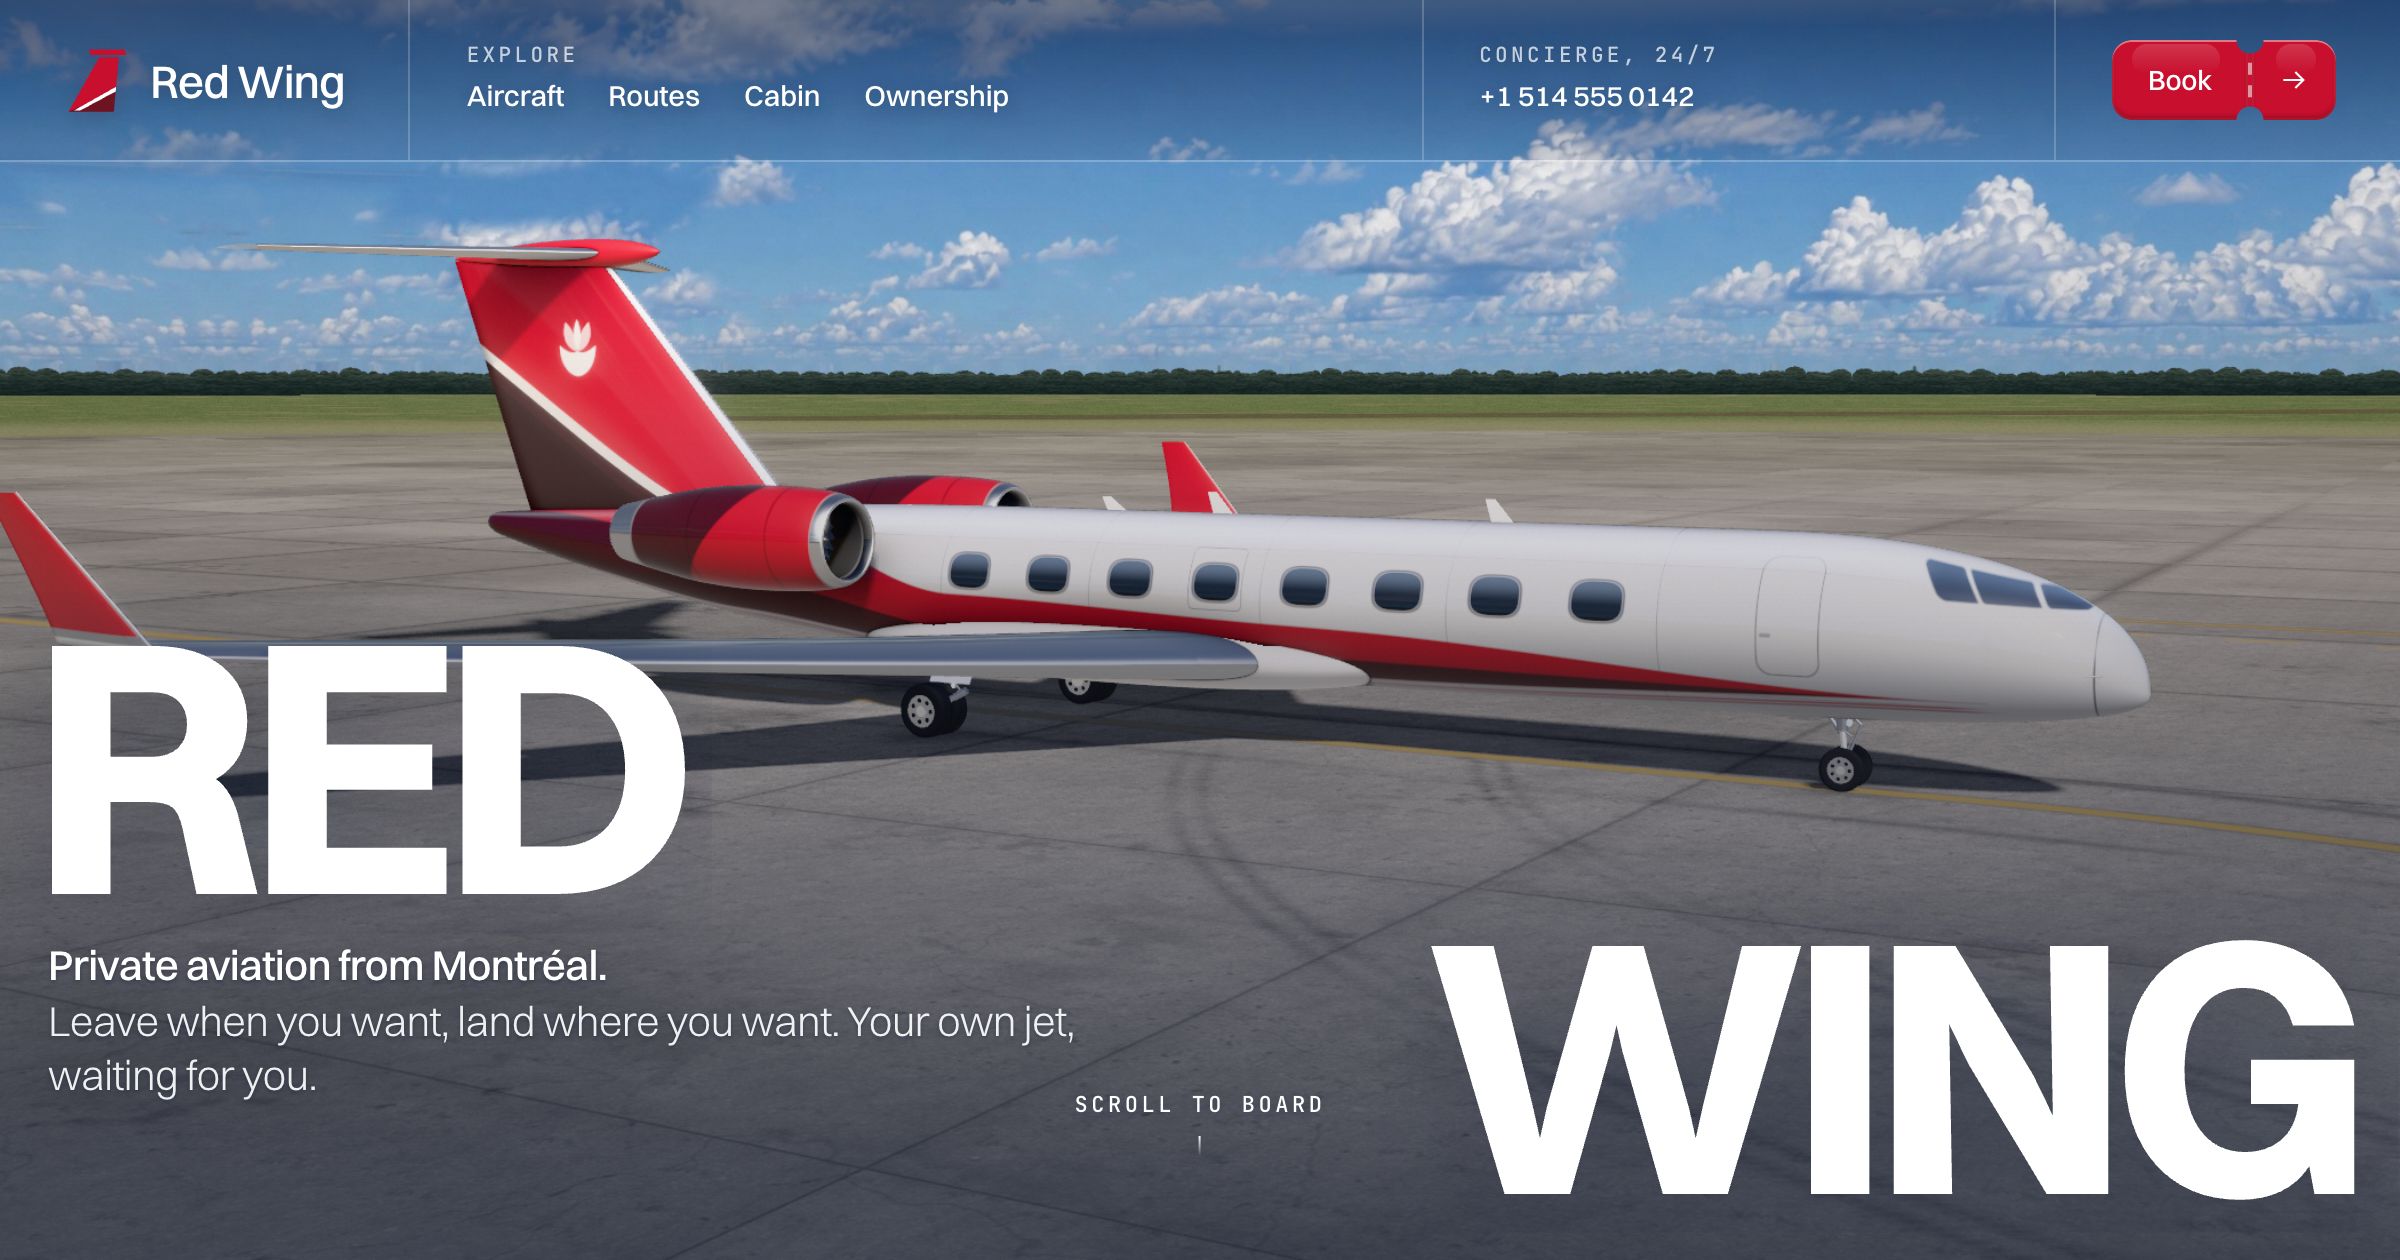 Red Wing
EXPLORE
Aircraft Routes Cabin Ownership
CONCIERGE, 24/7
+1 514 555 0142
Book →
RED
Private aviation from Montréal.
Leave when you want, land where you want. Your own jet,
waiting for you.
SCROLL TO BOARD
WING